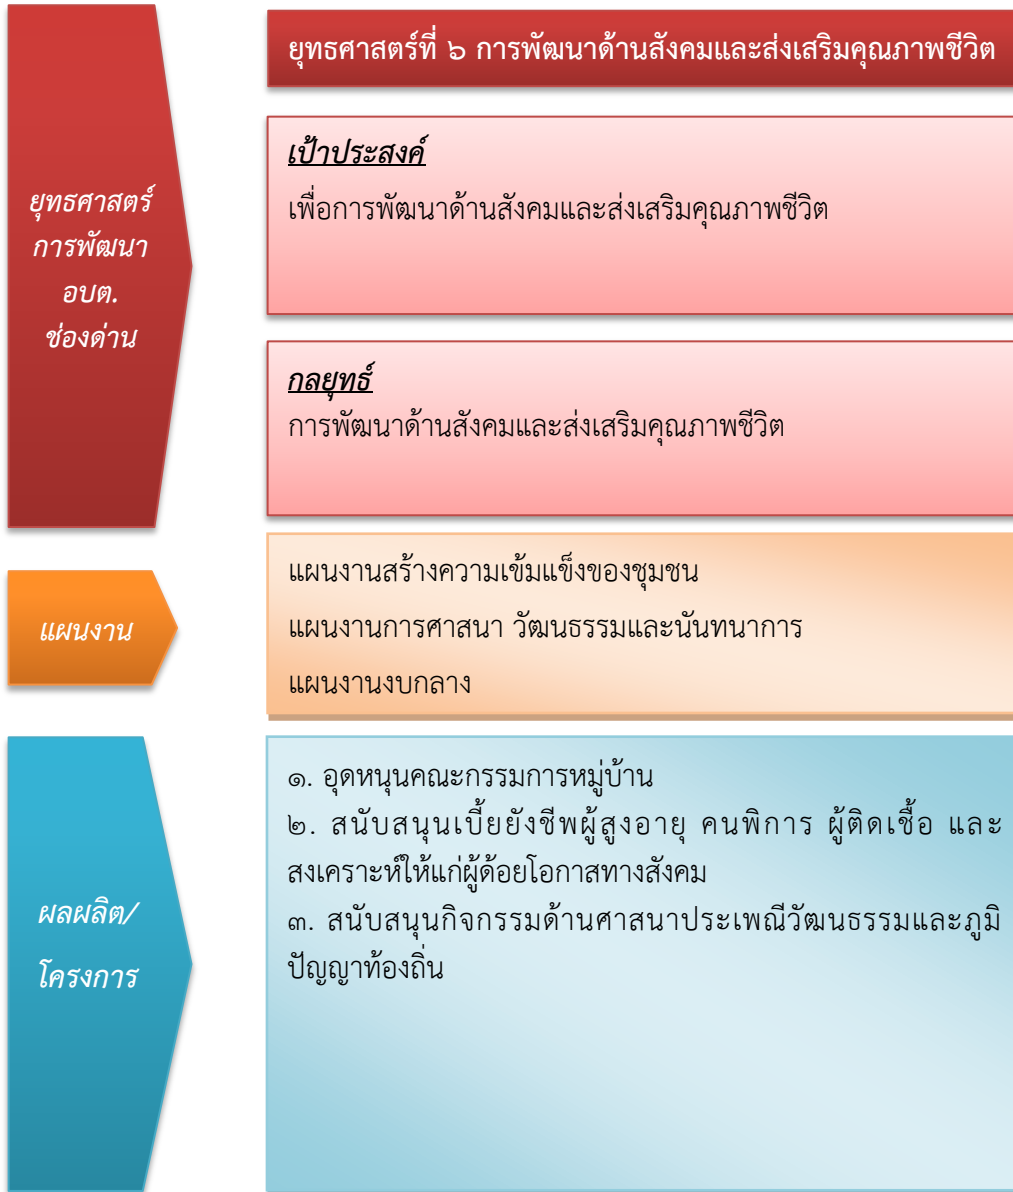 ยุทธศาสตร์ที่ ๖ การพัฒนาด้านสังคมและส่งเสริมคุณภาพชีวิต
ยุทธศาสตร์
การพัฒนา
อบต.
ช่องด่าน
เป้าประสงค์
เพื่อการพัฒนาด้านสังคมและส่งเสริมคุณภาพชีวิต
กลยุทธ์
การพัฒนาด้านสังคมและส่งเสริมคุณภาพชีวิต
แผนงาน
แผนงานสร้างความเข้มแข็งของชุมชน
แผนงานการศาสนา วัฒนธรรมและนันทนาการ
แผนงานงบกลาง
ผลผลิต/
โครงการ
๑. อุดหนุนคณะกรรมการหมู่บ้าน
๒. สนับสนุนเบี้ยยังชีพผู้สูงอายุ คนพิการ ผู้ติดเชื้อ และ
สงเคราะห์ให้แก่ผู้ด้อยโอกาสทางสังคม
๓. สนับสนุนกิจกรรมด้านศาสนาประเพณีวัฒนธรรมและภูมิ
ปัญญาท้องถิ่น